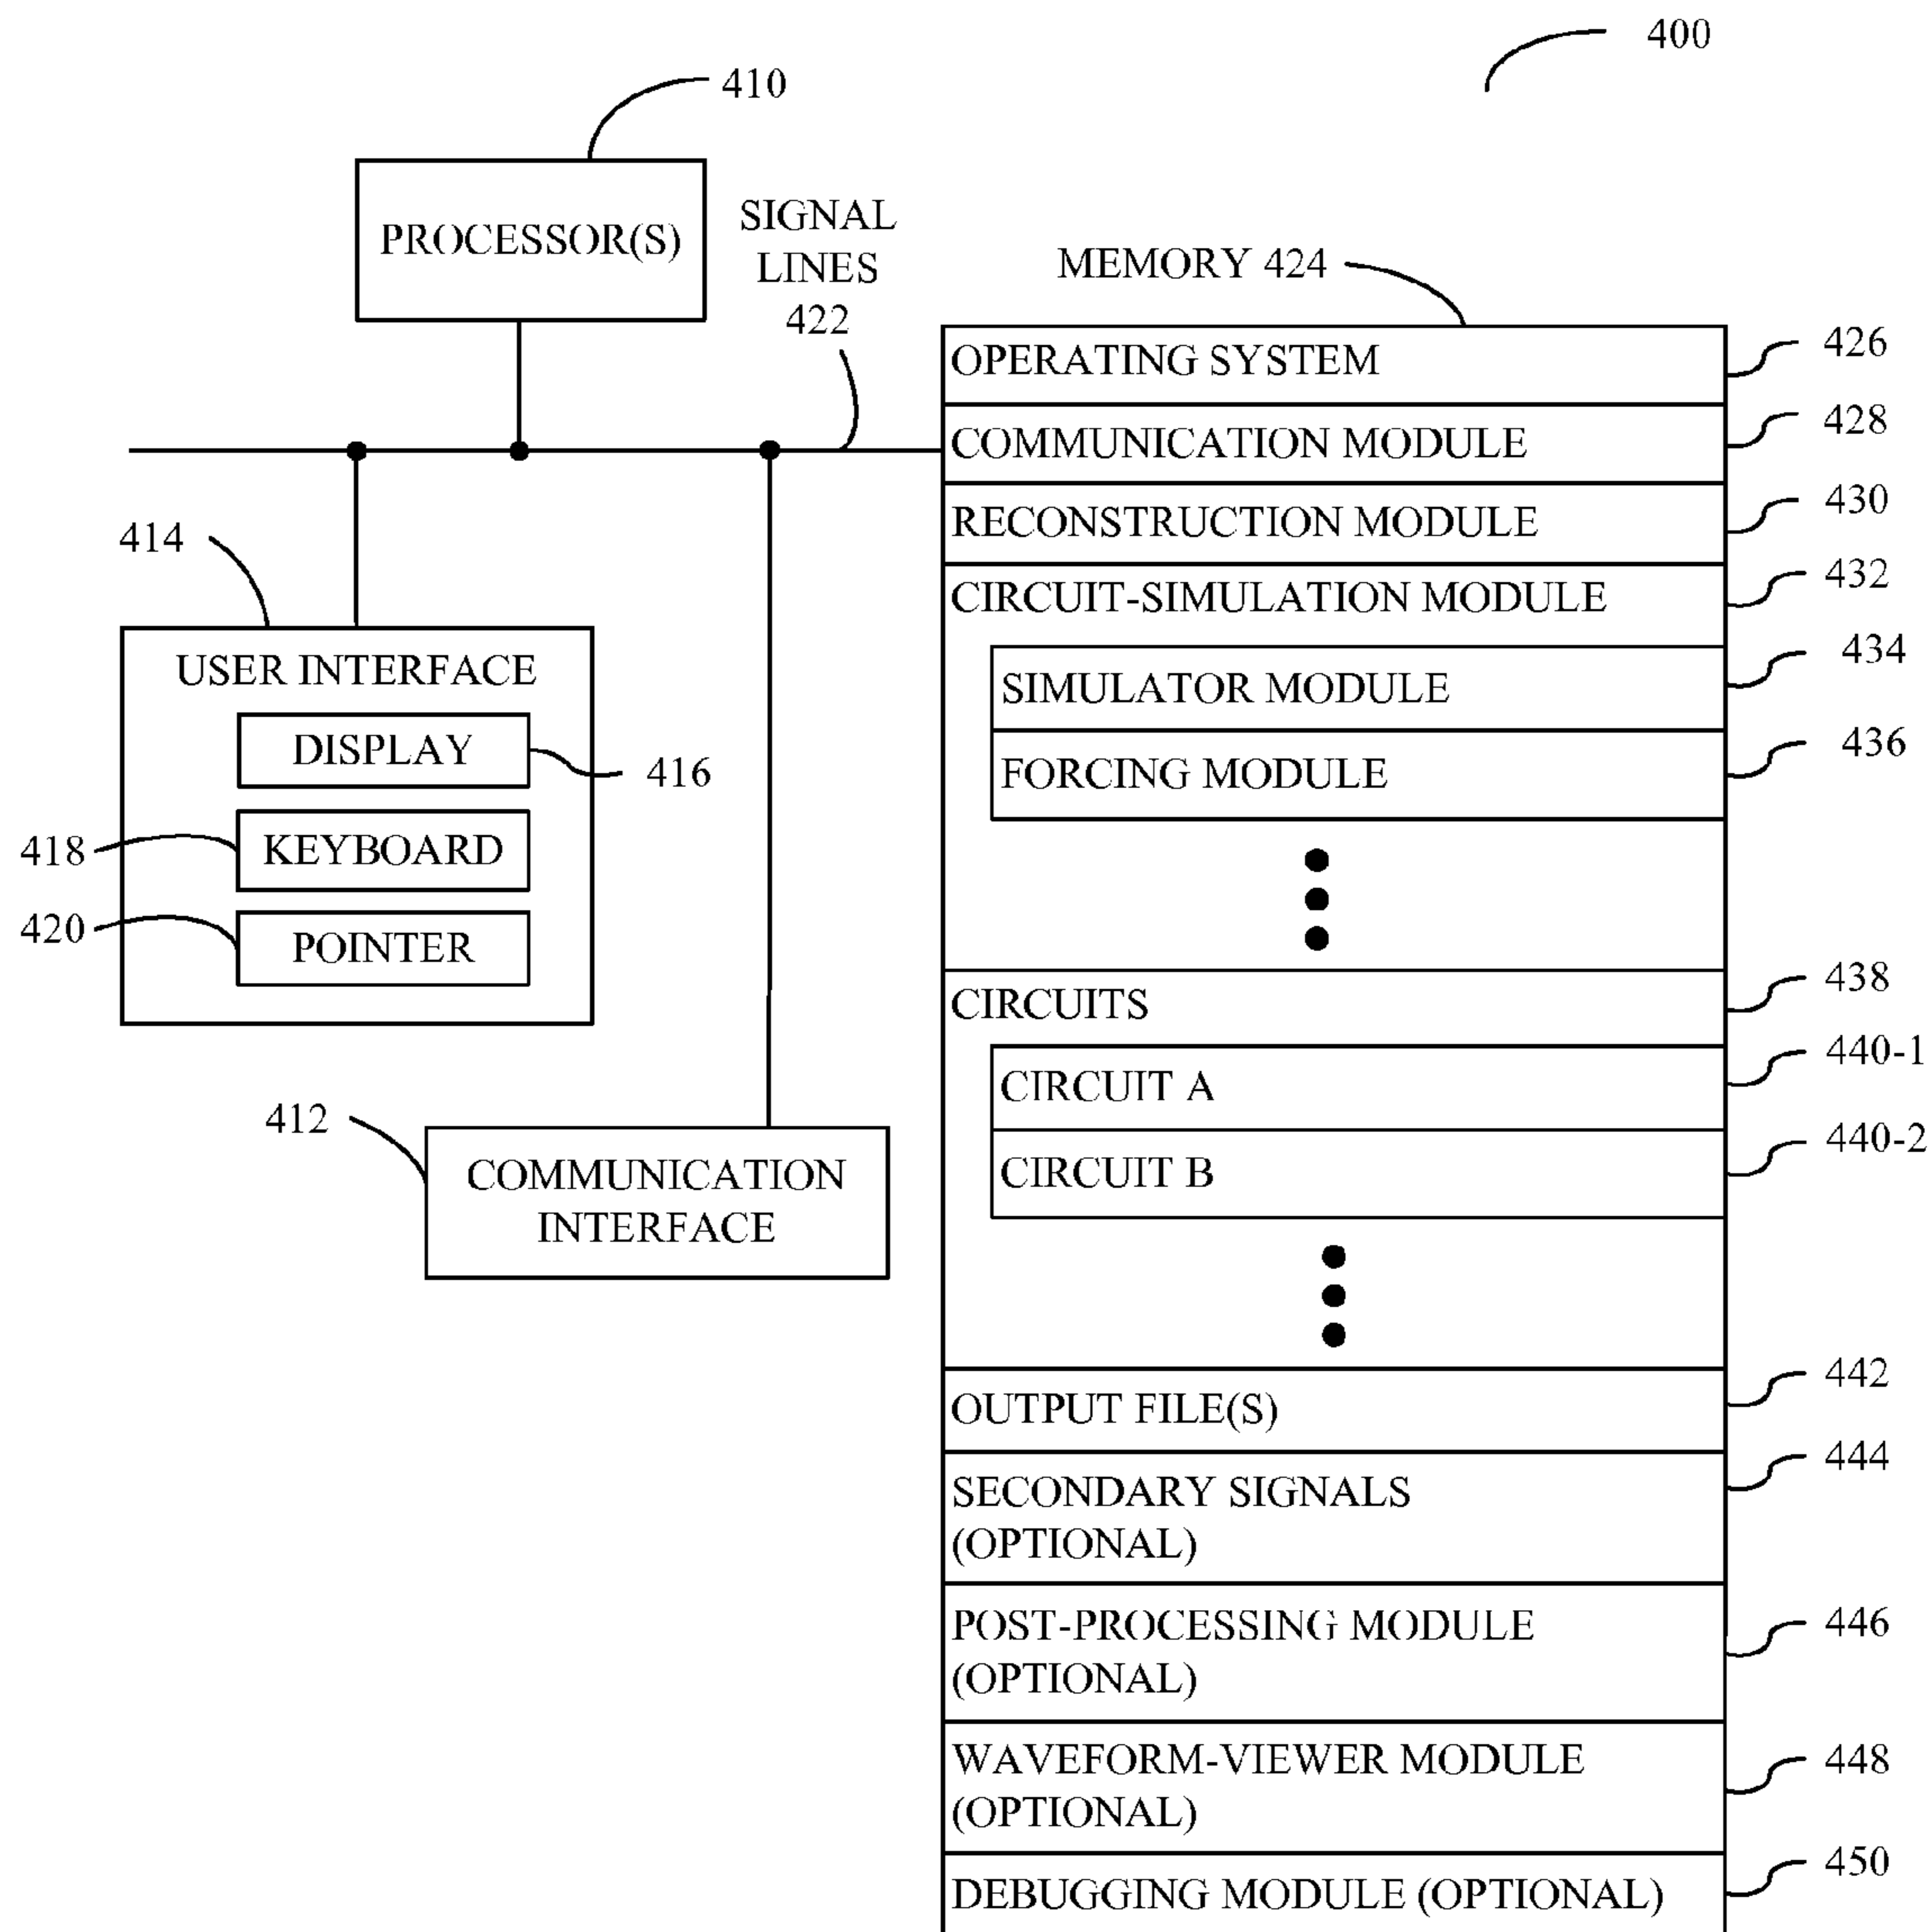 400
410
PROCESSOR(S)
SIGNAL
LINES
422
MEMORY 424
OPERATING SYSTEM
426
COMMUNICATION MODULE
428
RECONSTRUCTION MODULE
430
CIRCUIT-SIMULATION MODULE
432
SIMULATOR MODULE
434
FORCING MODULE
436
414
USER INTERFACE
DISPLAY
416
418
KEYBOARD
420
POINTER
412
COMMUNICATION
INTERFACE
CIRCUITS
438
CIRCUIT A
440-1
CIRCUIT B
440-2
OUTPUT FILE(S)
442
SECONDARY SIGNALS
(OPTIONAL)
444
POST-PROCESSING MODULE
(OPTIONAL)
446
WAVEFORM-VIEWER MODULE
(OPTIONAL)
448
DEBUGGING MODULE (OPTIONAL)
450